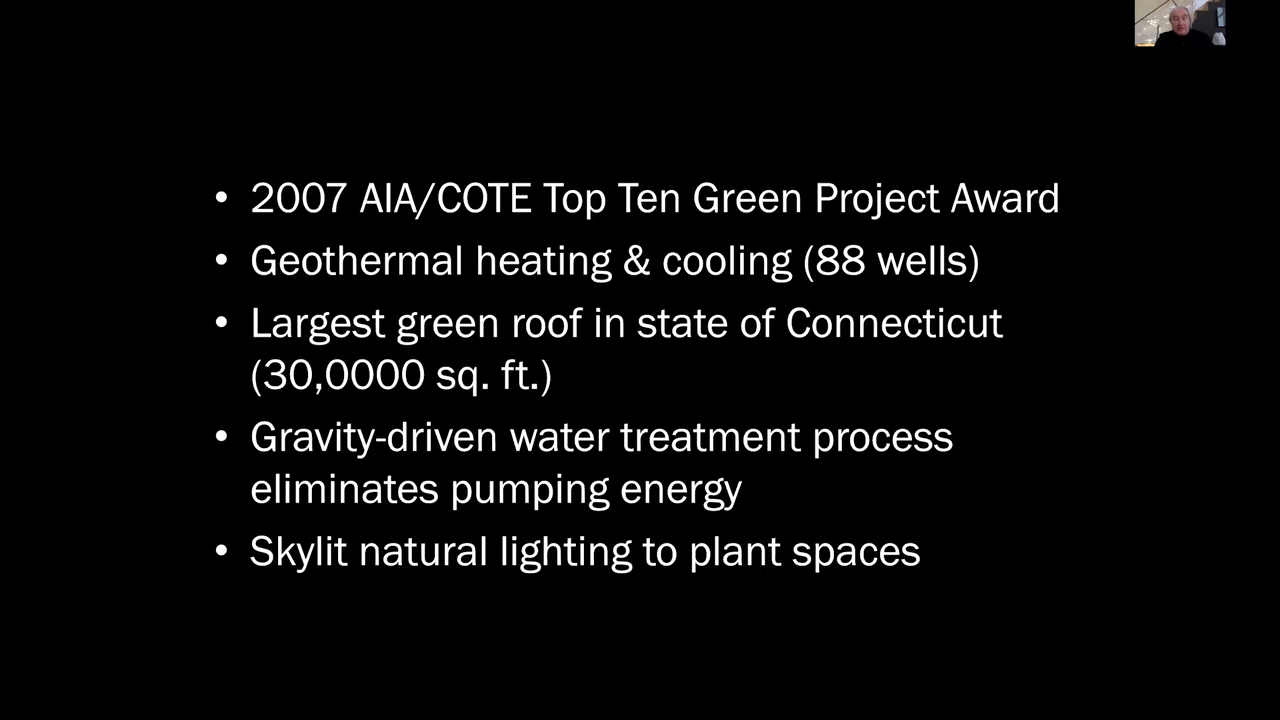 • 2007 AIA/COTE Top Ten Green Project Award
• Geothermal heating & cooling (88 wells)
• Largest green roof in state of Connecticut
(30,0000 sq. ft.)
• Gravity-driven water treatment process
eliminates pumping energy
• Skylit natural lighting to plant spaces